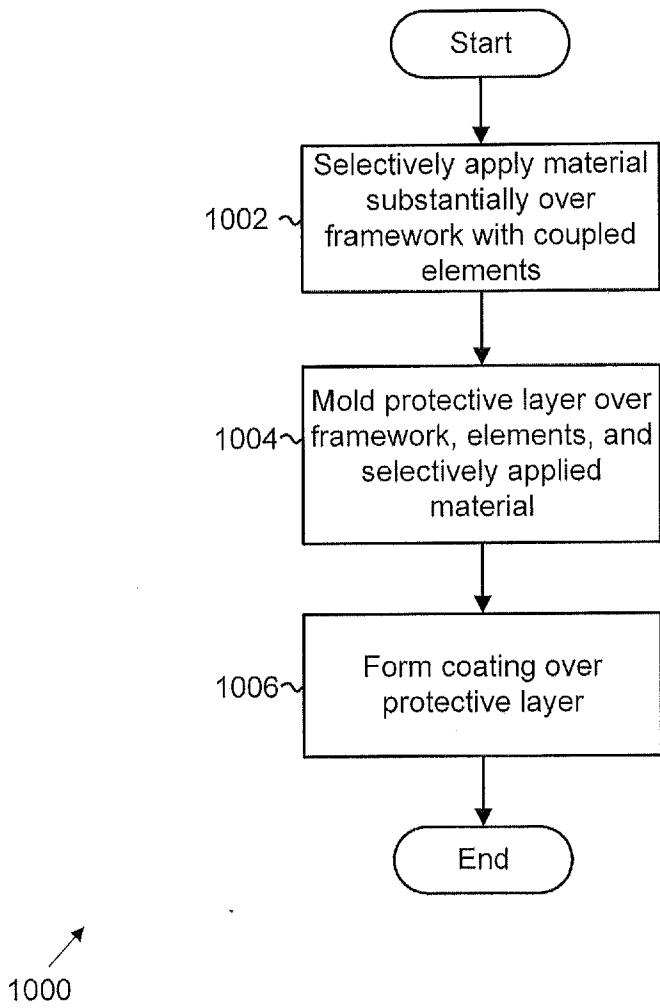 Start
Selectively apply material
substantially over
framework with coupled
elements
1002
Mold protective layer over
framework, elements, and
selectively applied
material
1004
Form coating over
protective layer
1006
End
1000